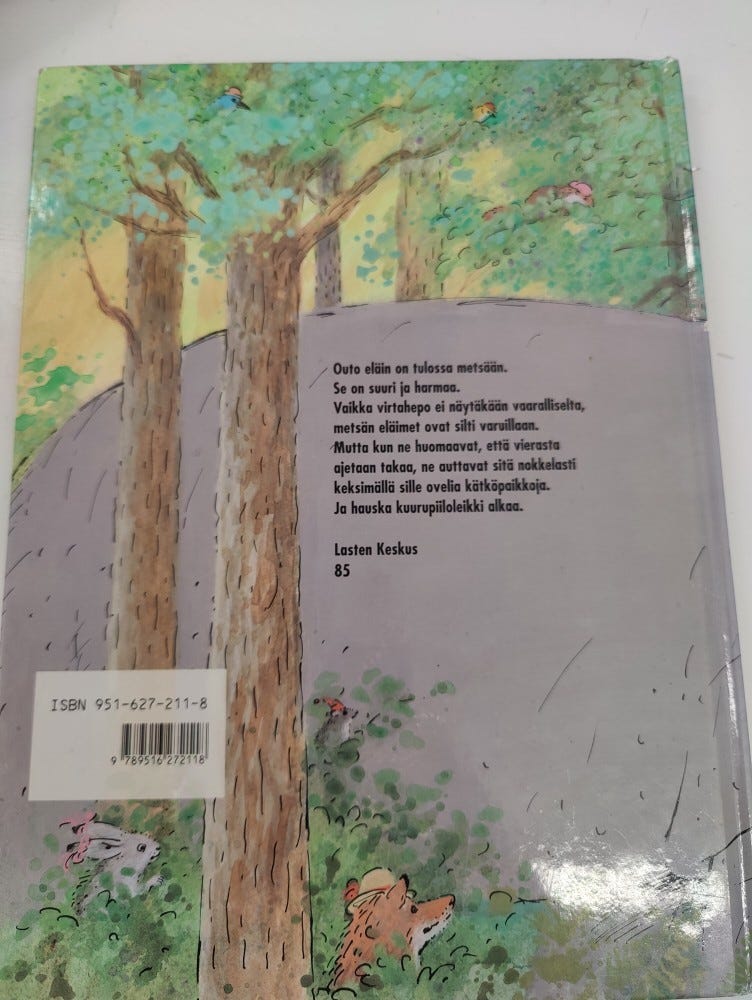 Outo eläin on tulossa metsään.
Se on suuri ja harmaa.
Vaikka virtahepo ei näytäkään vaaralliselta,
metsän eläimet ovat silti varuillaan.
Mutta kun ne huomaavat, että vierasta
ajetaan takaa, ne auttavat sitä nokkelasti
keksimällä sille ovelia kätköpaikkoja.
Ja hauska kuurupiiloleikki alkaa.
Lasten Keskus
85
ISBN 951-627-211-8
9 789516 272118